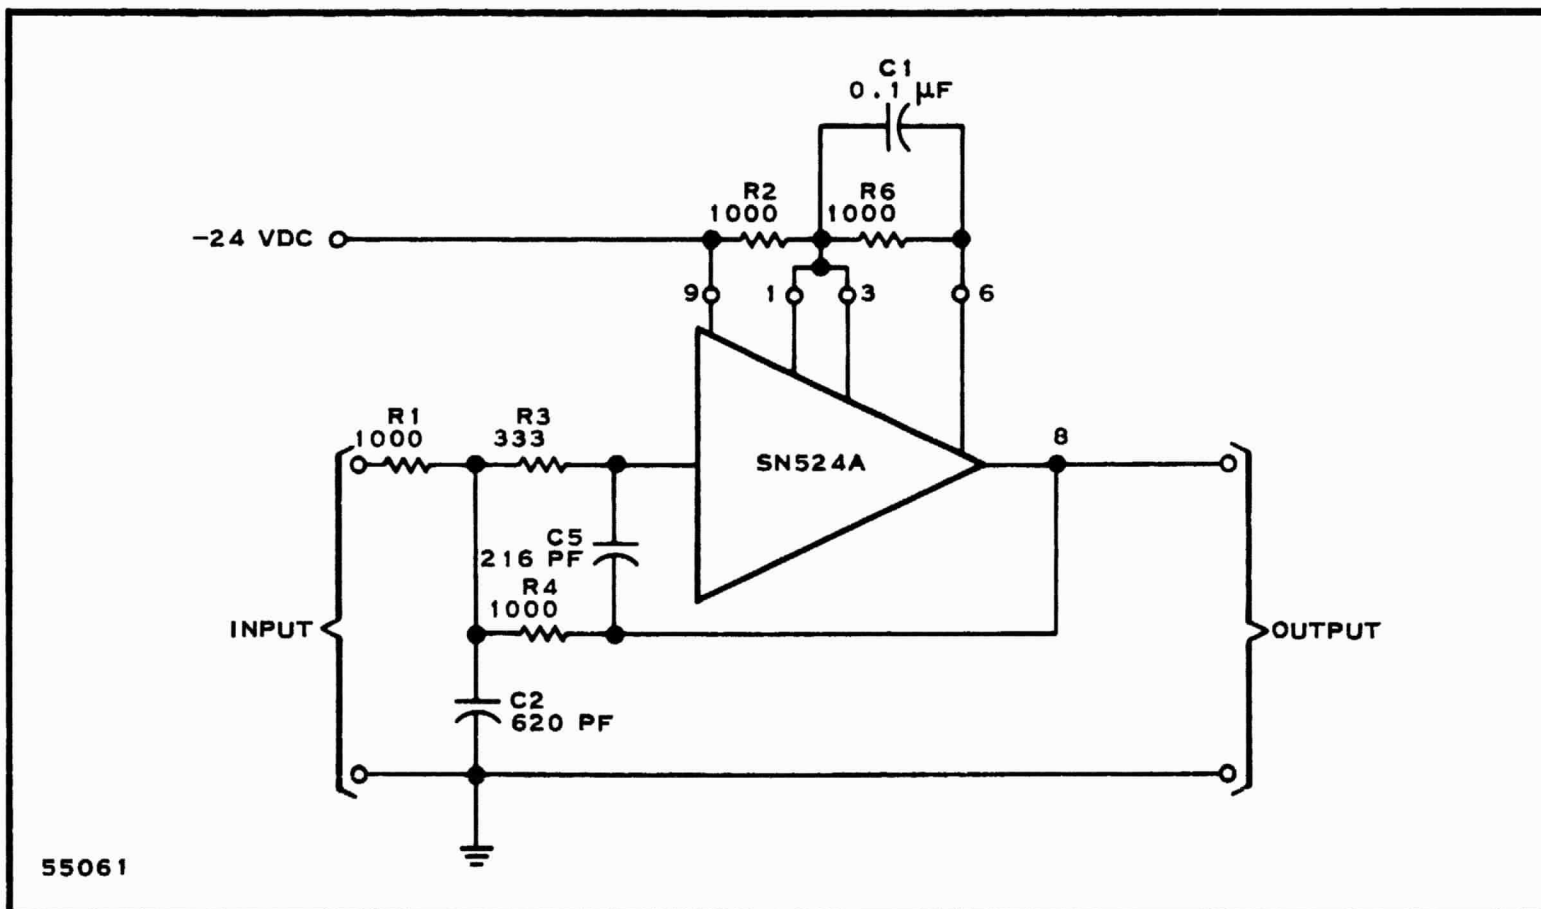 C1
0.1 µF
R2
1000
R6
1000
-24 VDC
9
1
3
6
R1
1000
R3
333
8
SN524A
C5
216 PF
R4
1000
INPUT
OUTPUT
C2
620 PF
55061